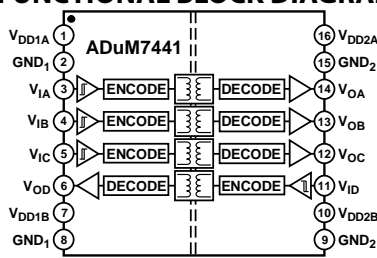 FUNCTIONAL BLOCK DIAGRA
ADuM7441
VDD1A 1 16 VDD2A
GND1 2 15 GND2
VIA 3 ENCODE DECODE 14 VOA
VIB 4 ENCODE DECODE 13 VOB
VIC 5 ENCODE DECODE 12 VOC
VOD 6 DECODE ENCODE 11 VID
VDD1B 7 10 VDD2B
GND1 8 9 GND2